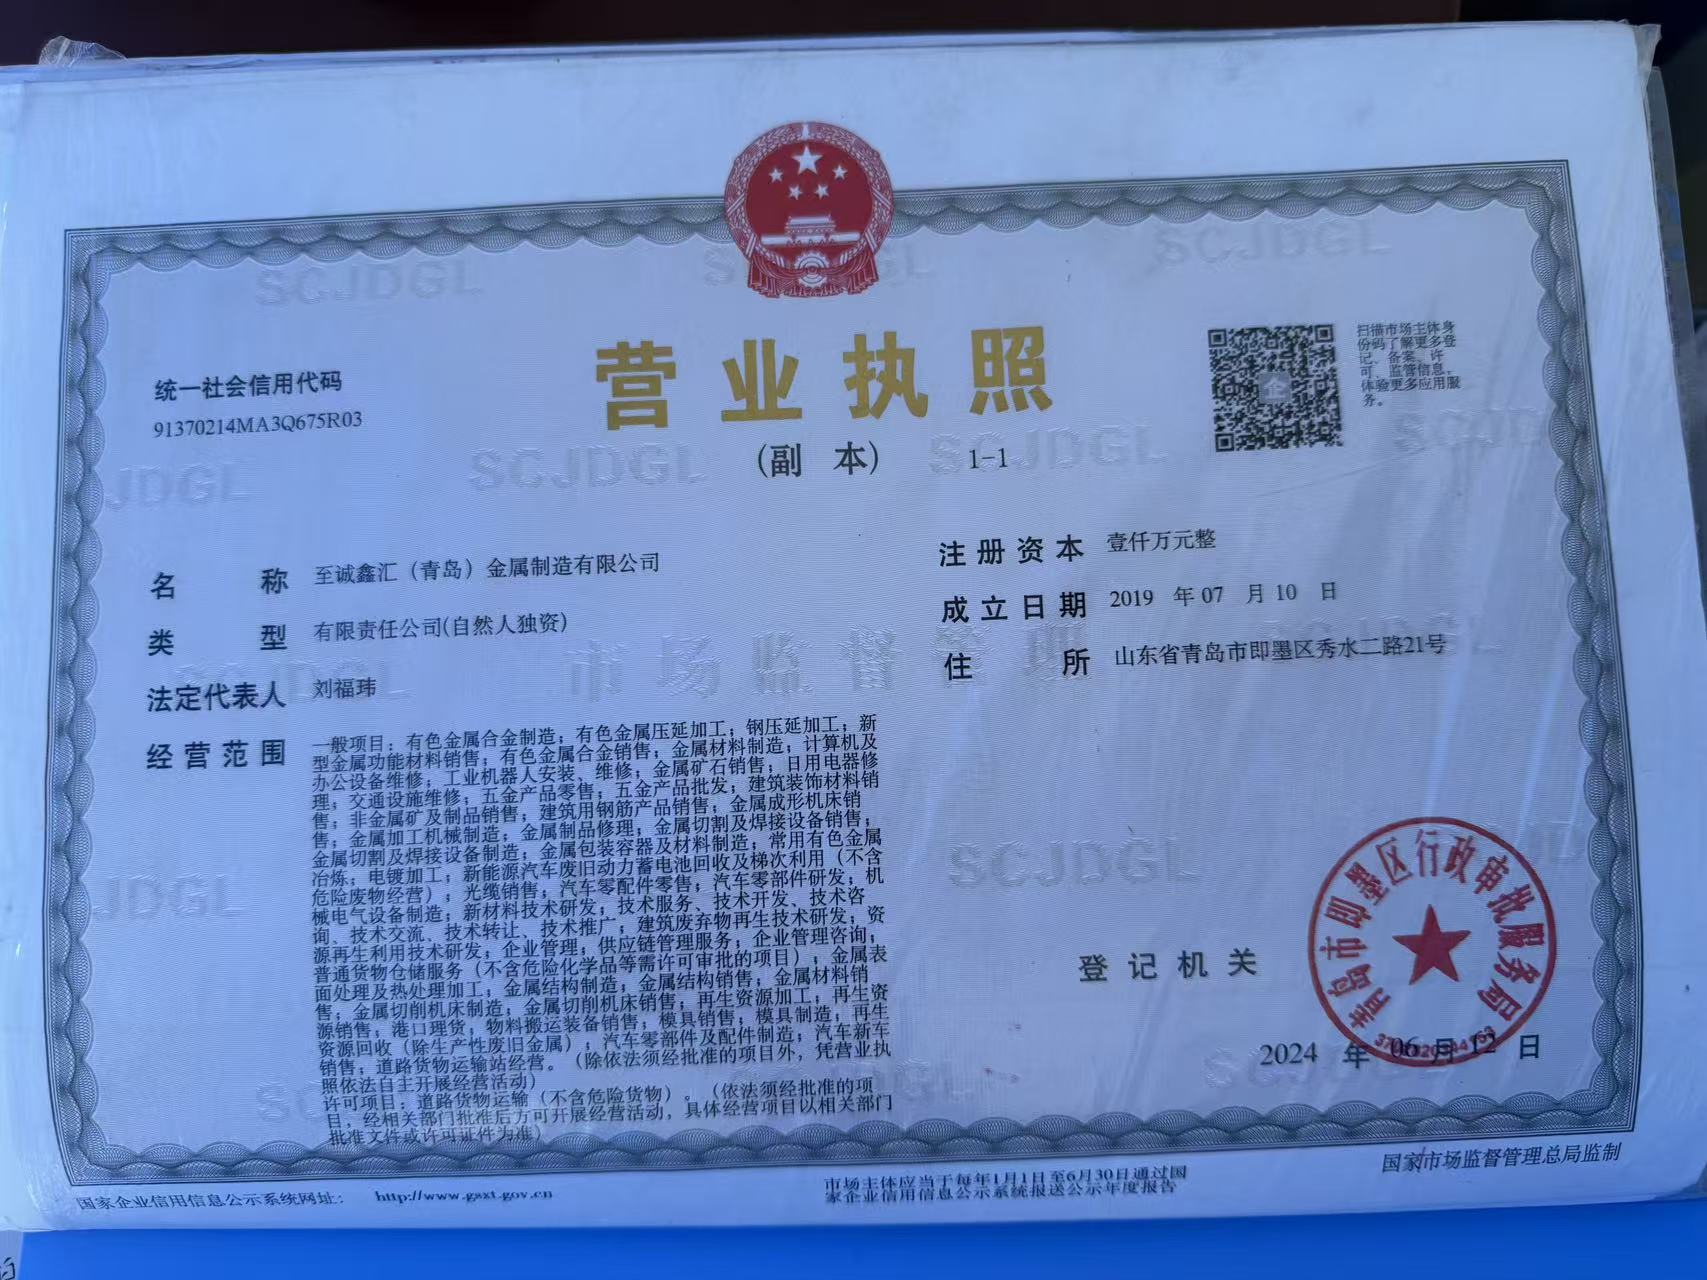 统一社会信用代码
91370214MA3Q675R03
营业执照
(副 本) 1-1
扫描市场主体身
份码了解更多登
记、备案、许
可、监管信息,
体验更多应用服
务。
名 称 至诚鑫汇（青岛）金属制造有限公司
类 型 有限责任公司(自然人独资)
法定代表人 刘福玮
经营范围 一般项目：有色金属合金制造；有色金属压延加工；钢压延加工；新
型金属功能材料销售；有色金属合金销售；金属材料制造；计算机及
办公设备维修；工业机器人安装、维修；金属矿石销售；日用电器修
理；交通设施维修；五金产品零售；五金产品批发；建筑装饰材料销
售；非金属矿及制品销售；建筑用钢筋产品销售；金属成形机床销
售；金属加工机械制造；金属制品修理；金属切割及焊接设备销售；
金属切割及焊接设备制造；金属包装容器及材料制造；常用有色金属
冶炼；电镀加工；新能源汽车废旧动力蓄电池回收及梯次利用（不含
危险废物经营）；光缆销售；汽车零配件零售；汽车零部件研发；机
械电气设备制造；新材料技术研发；技术服务、技术开发、技术咨
询、技术交流、技术转让、技术推广；建筑废弃物再生技术研发；资
源再生利用技术研发；企业管理；供应链管理服务；企业管理咨询；
普通货物仓储服务（不含危险化学品等需许可审批的项目）；金属表
面处理及热处理加工；金属结构制造；金属结构销售；金属材料销
售；金属切削机床制造；金属切削机床销售；再生资源加工；再生资
源销售；港口理货；物料搬运装备销售；模具销售；模具制造；再生
资源回收（除生产性废旧金属）；汽车零部件及配件制造；汽车新车
销售；道路货物运输站经营。（除依法须经批准的项目外，凭营业执
照依法自主开展经营活动）
许可项目：道路货物运输（不含危险货物）。（依法须经批准的项
目，经相关部门批准后方可开展经营活动，具体经营项目以相关部门
批准文件或许可证件为准）
注册资本 壹仟万元整
成立日期 2019 年 07 月 10 日
住 所 山东省青岛市即墨区秀水二路21号
登记机关
青岛市即墨区行政审批服务局
2024 年 06 月 12 日
国家企业信用信息公示系统网址： http://www.gsxt.gov.cn
市场主体应当于每年1月1日至6月30日通过国
家企业信用信息公示系统报送公示年度报告
国家市场监督管理总局监制
SCJDGL
市场监督管理